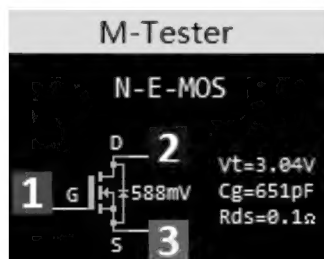 M-Tester
N-E-MOS
D
2
Vt=3.04V
1
G
588mV
Cg=651pF
Rds=0.1Ω
S
3